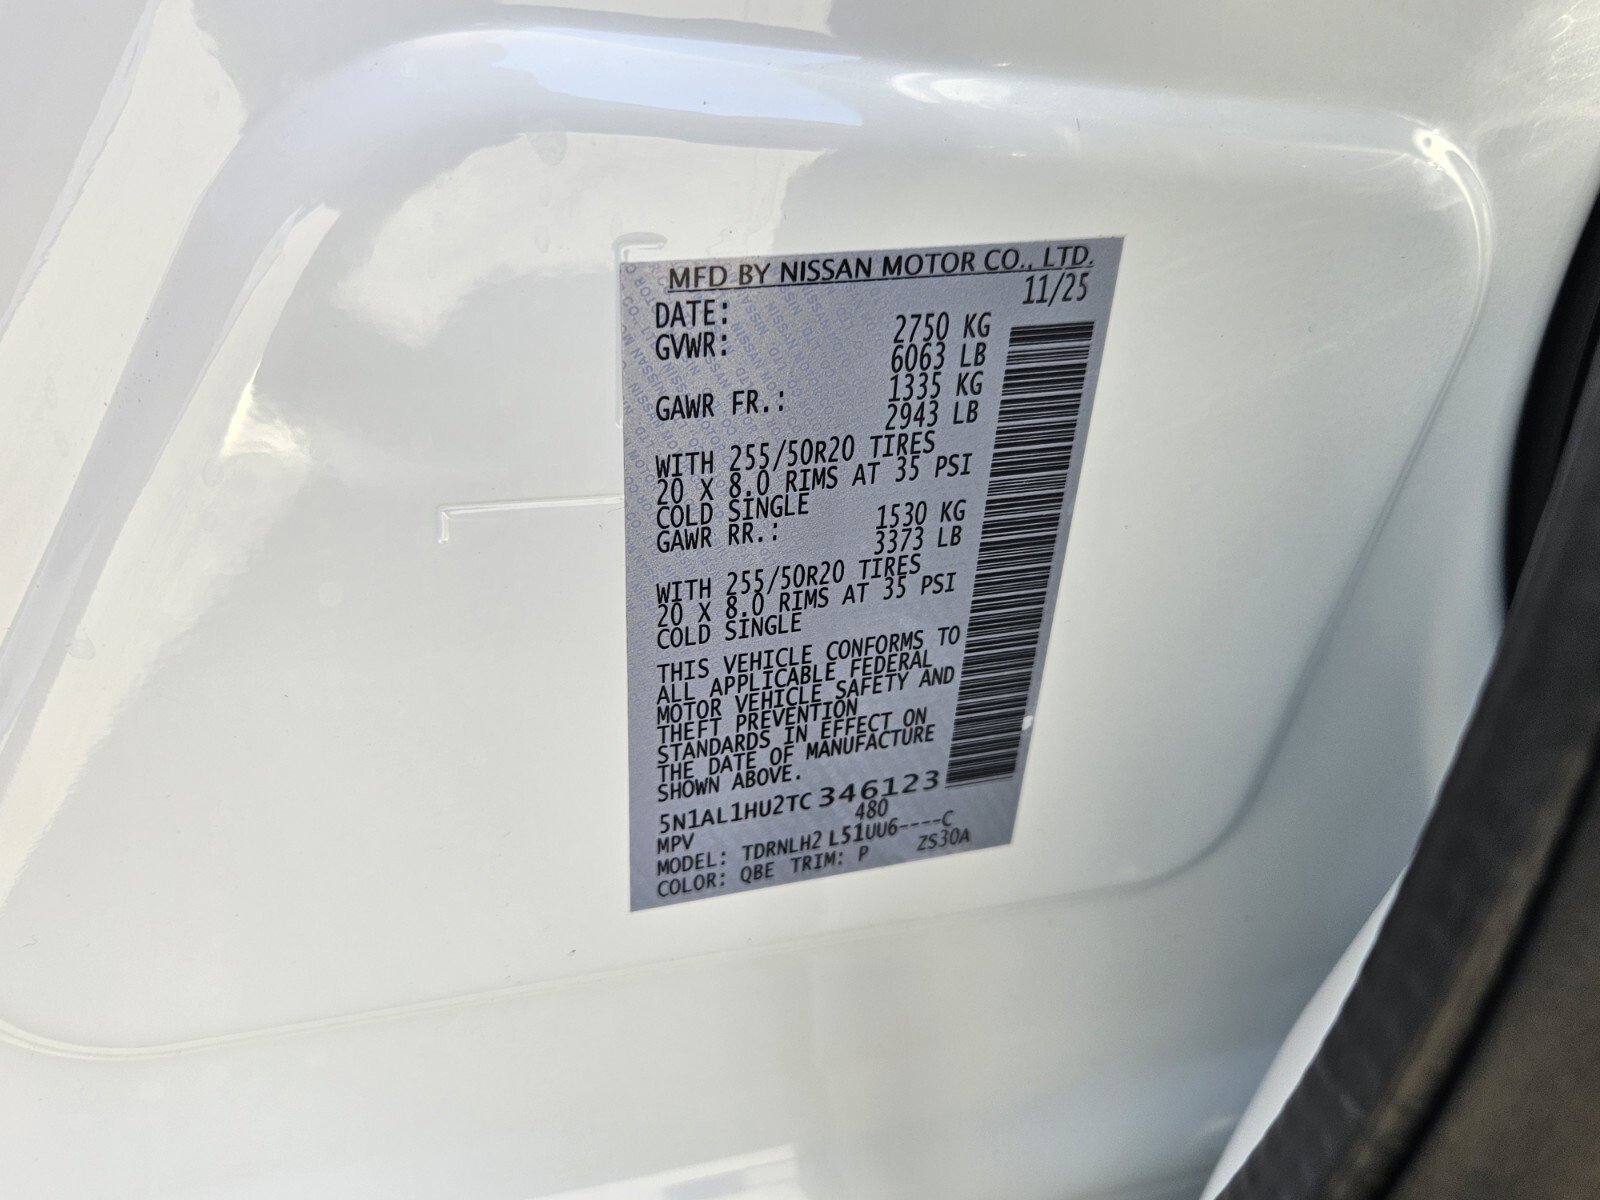 MFD BY NISSAN MOTOR CO., LTD.
DATE: 11/25
GVWR: 2750 KG
6063 LB
GAWR FR.: 1335 KG
2943 LB
WITH 255/50R20 TIRES
20 X 8.0 RIMS AT 35 PSI
COLD SINGLE
GAWR RR.: 1530 KG
3373 LB
WITH 255/50R20 TIRES
20 X 8.0 RIMS AT 35 PSI
COLD SINGLE
THIS VEHICLE CONFORMS TO
ALL APPLICABLE FEDERAL
MOTOR VEHICLE SAFETY AND
THEFT PREVENTION
STANDARDS IN EFFECT ON
THE DATE OF MANUFACTURE
SHOWN ABOVE.
5N1AL1HU2TC346123
MPV 480
MODEL: TDRNLH2 L51UU6----C
COLOR: QBE TRIM: P ZS30A